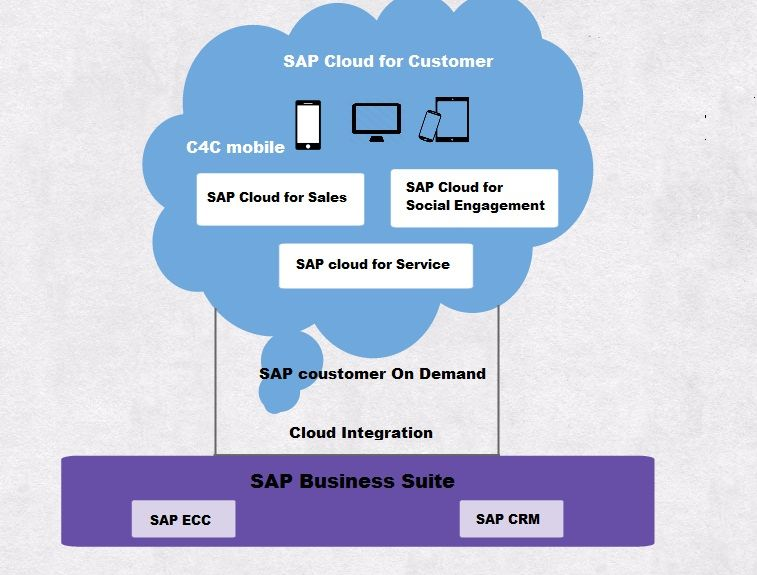 SAP Cloud for Customer
C4C mobile
SAP Cloud for Sales
SAP Cloud for
Social Engagement
SAP cloud for Service
SAP coustomer On Demand
Cloud Integration
SAP Business Suite
SAP ECC
SAP CRM